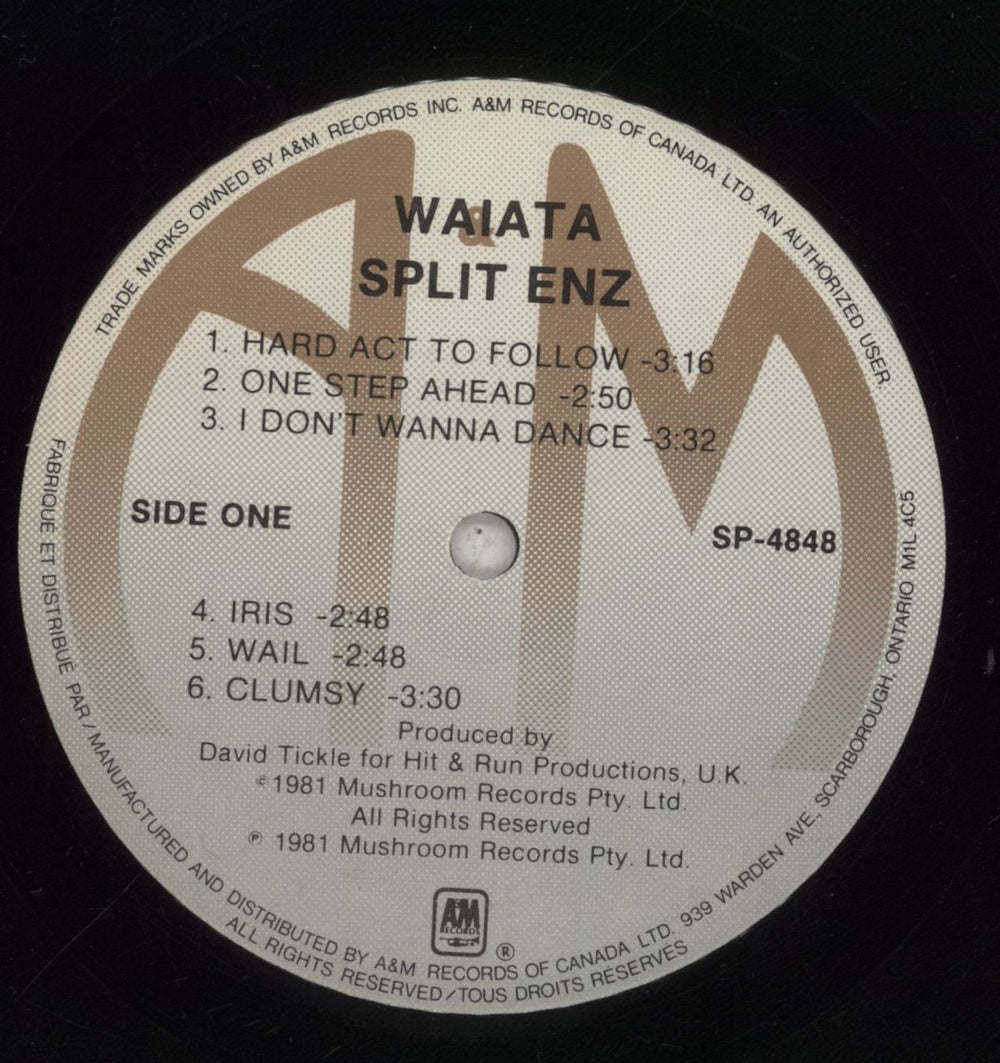 TRADE MARKS OWNED BY A&M RECORDS INC. A&M RECORDS OF CANADA LTD. AN AUTHORIZED USER.
&
WAIATA
SPLIT ENZ
1. HARD ACT TO FOLLOW -3:16
2. ONE STEP AHEAD -2:50
3. I DON'T WANNA DANCE -3:32
SIDE ONE
SP-4848
4. IRIS -2:48
5. WAIL -2:48
6. CLUMSY -3:30
Produced by
David Tickle for Hit & Run Productions, U.K.
© 1981 Mushroom Records Pty. Ltd.
All Rights Reserved
℗ 1981 Mushroom Records Pty. Ltd.
AM
RECORDS
®
FABRIQUE ET DISTRIBUÉ PAR / MANUFACTURED AND DISTRIBUTED BY A&M RECORDS OF CANADA LTD. 939 WARDEN AVE., SCARBOROUGH, ONTARIO M1L 4C5
ALL RIGHTS RESERVED / TOUS DROITS RESERVES